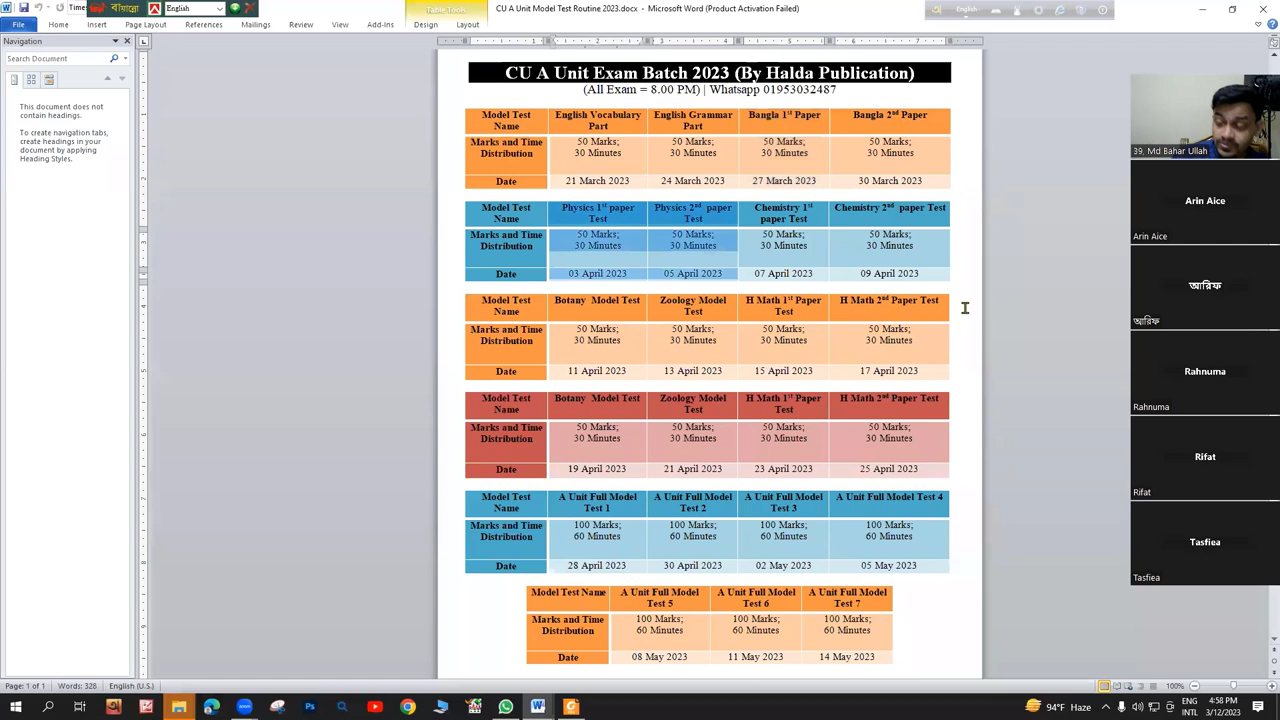 Times
বায়ান্নো
English
Table Tools
CU A Unit Model Test Routine 2023.docx - Microsoft Word (Product Activation Failed)
English
File
Home
Insert
Page Layout
References
Mailings
Review
View
Add-Ins
Design
Layout
Navigation
Search Document
This document does not
contain headings.
To create navigation tabs,
create headings in your
document by applying
Heading Styles.
CU A Unit Exam Batch 2023 (By Halda Publication)
(All Exam = 8.00 PM) | Whatsapp 01953032487
Model Test Name | English Vocabulary Part | English Grammar Part | Bangla 1st Paper | Bangla 2nd Paper
Marks and Time Distribution | 50 Marks; 30 Minutes | 50 Marks; 30 Minutes | 50 Marks; 30 Minutes | 50 Marks; 30 Minutes
Date | 21 March 2023 | 24 March 2023 | 27 March 2023 | 30 March 2023
Model Test Name | Physics 1st paper Test | Physics 2nd paper Test | Chemistry 1st paper Test | Chemistry 2nd paper Test
Marks and Time Distribution | 50 Marks; 30 Minutes | 50 Marks; 30 Minutes | 50 Marks; 30 Minutes | 50 Marks; 30 Minutes
Date | 03 April 2023 | 05 April 2023 | 07 April 2023 | 09 April 2023
Model Test Name | Botany Model Test | Zoology Model Test | H Math 1st Paper Test | H Math 2nd Paper Test
Marks and Time Distribution | 50 Marks; 30 Minutes | 50 Marks; 30 Minutes | 50 Marks; 30 Minutes | 50 Marks; 30 Minutes
Date | 11 April 2023 | 13 April 2023 | 15 April 2023 | 17 April 2023
Model Test Name | Botany Model Test | Zoology Model Test | H Math 1st Paper Test | H Math 2nd Paper Test
Marks and Time Distribution | 50 Marks; 30 Minutes | 50 Marks; 30 Minutes | 50 Marks; 30 Minutes | 50 Marks; 30 Minutes
Date | 19 April 2023 | 21 April 2023 | 23 April 2023 | 25 April 2023
Model Test Name | A Unit Full Model Test 1 | A Unit Full Model Test 2 | A Unit Full Model Test 3 | A Unit Full Model Test 4
Marks and Time Distribution | 100 Marks; 60 Minutes | 100 Marks; 60 Minutes | 100 Marks; 60 Minutes | 100 Marks; 60 Minutes
Date | 28 April 2023 | 30 April 2023 | 02 May 2023 | 05 May 2023
Model Test Name | A Unit Full Model Test 5 | A Unit Full Model Test 6 | A Unit Full Model Test 7
Marks and Time Distribution | 100 Marks; 60 Minutes | 100 Marks; 60 Minutes | 100 Marks; 60 Minutes
Date | 08 May 2023 | 11 May 2023 | 14 May 2023
39, Md Bahar Ullah
Arin Aice
Arin Aice
আরিফ
আরিফ
Rahnuma
Rahnuma
Rifat
Rifat
Tasfiea
Tasfiea
Page: 1 of 1
Words: 328
English (U.S.)
100%
94°F Haze
ENG
INTL
4:58 PM
3/12/2023